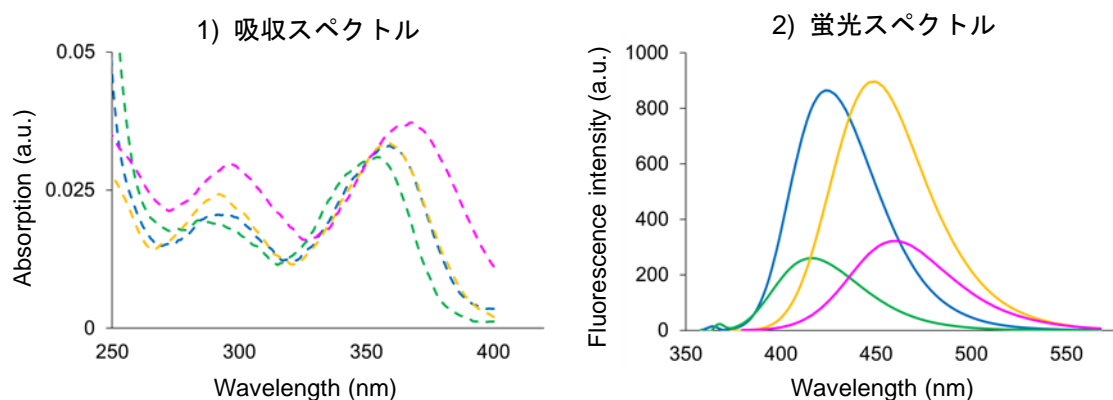 1) 吸収スペクトル
0.05
0.025
0
Absorption (a.u.)
250 300 350 400
Wavelength (nm)
2) 蛍光スペクトル
1000
800
600
400
200
0
Fluorescence intensity (a.u.)
350 400 450 500 550
Wavelength (nm)